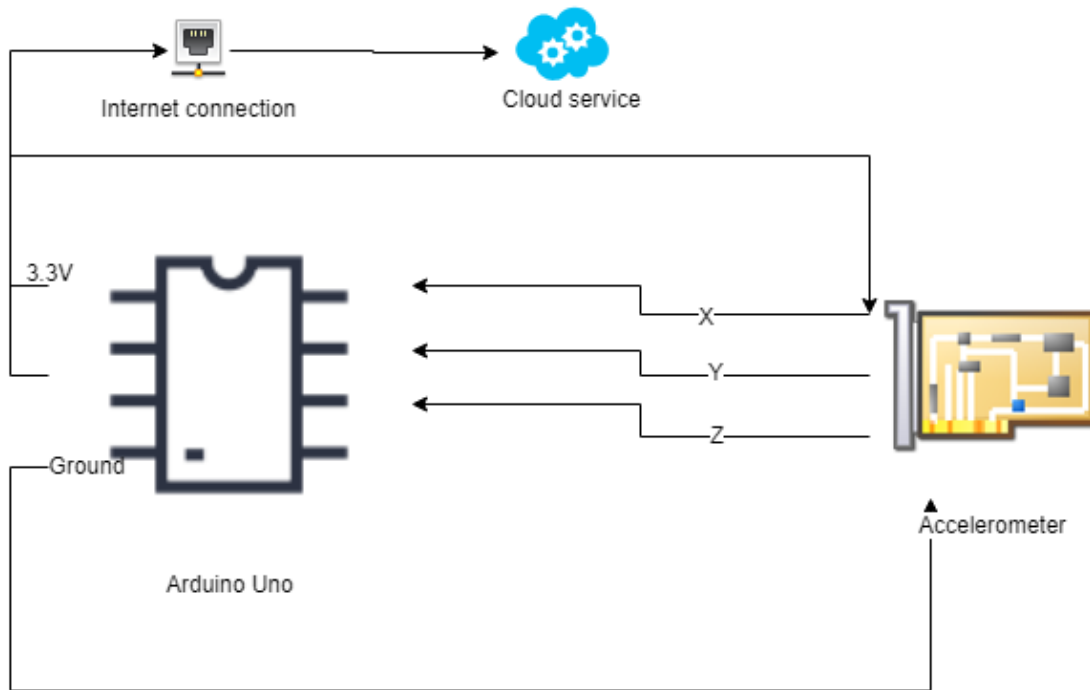 Internet connection
Cloud service
3.3V
X
Y
Z
Ground
Accelerometer
Arduino Uno